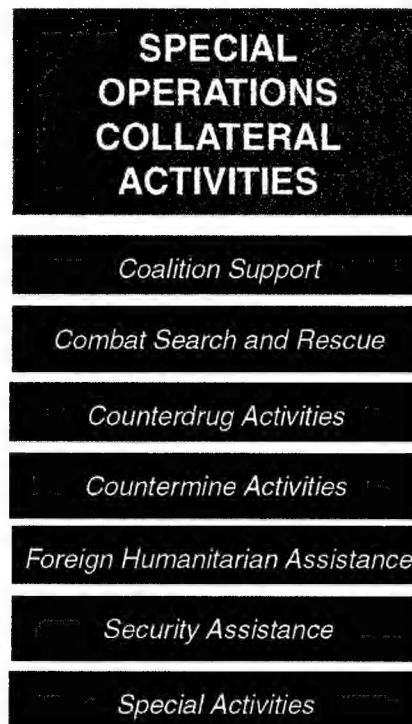 SPECIAL
OPERATIONS
COLLATERAL
ACTIVITIES
Coalition Support
Combat Search and Rescue
Counterdrug Activities
Countermine Activities
Foreign Humanitarian Assistance
Security Assistance
Special Activities